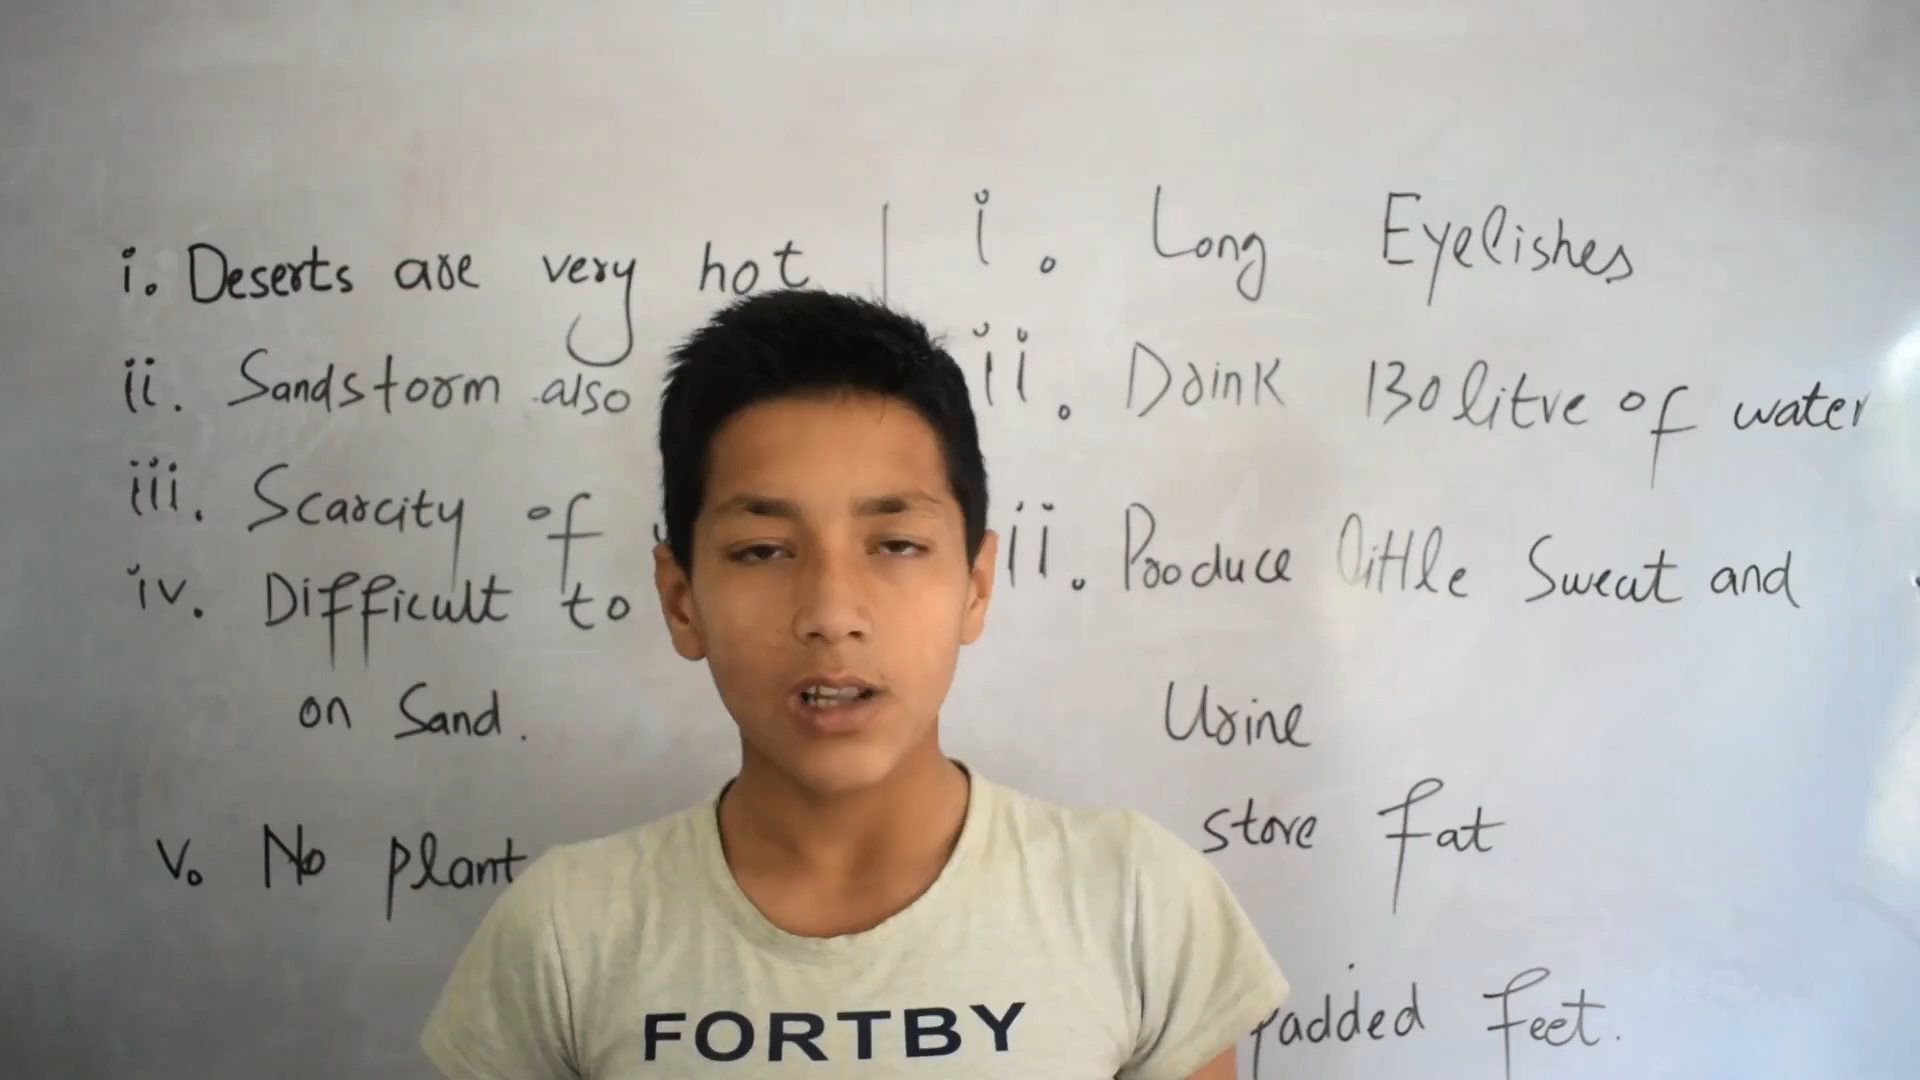 i. Deserts are very hot
ii. Sandstorm also
iii. Scarcity of
iv. Difficult to
on Sand.
v. No plant
i. Long Eyelishes
ii. Drink 130 litre of water
ii. Produce little Sweat and
Urine
store fat
padded feet.
FORTBY